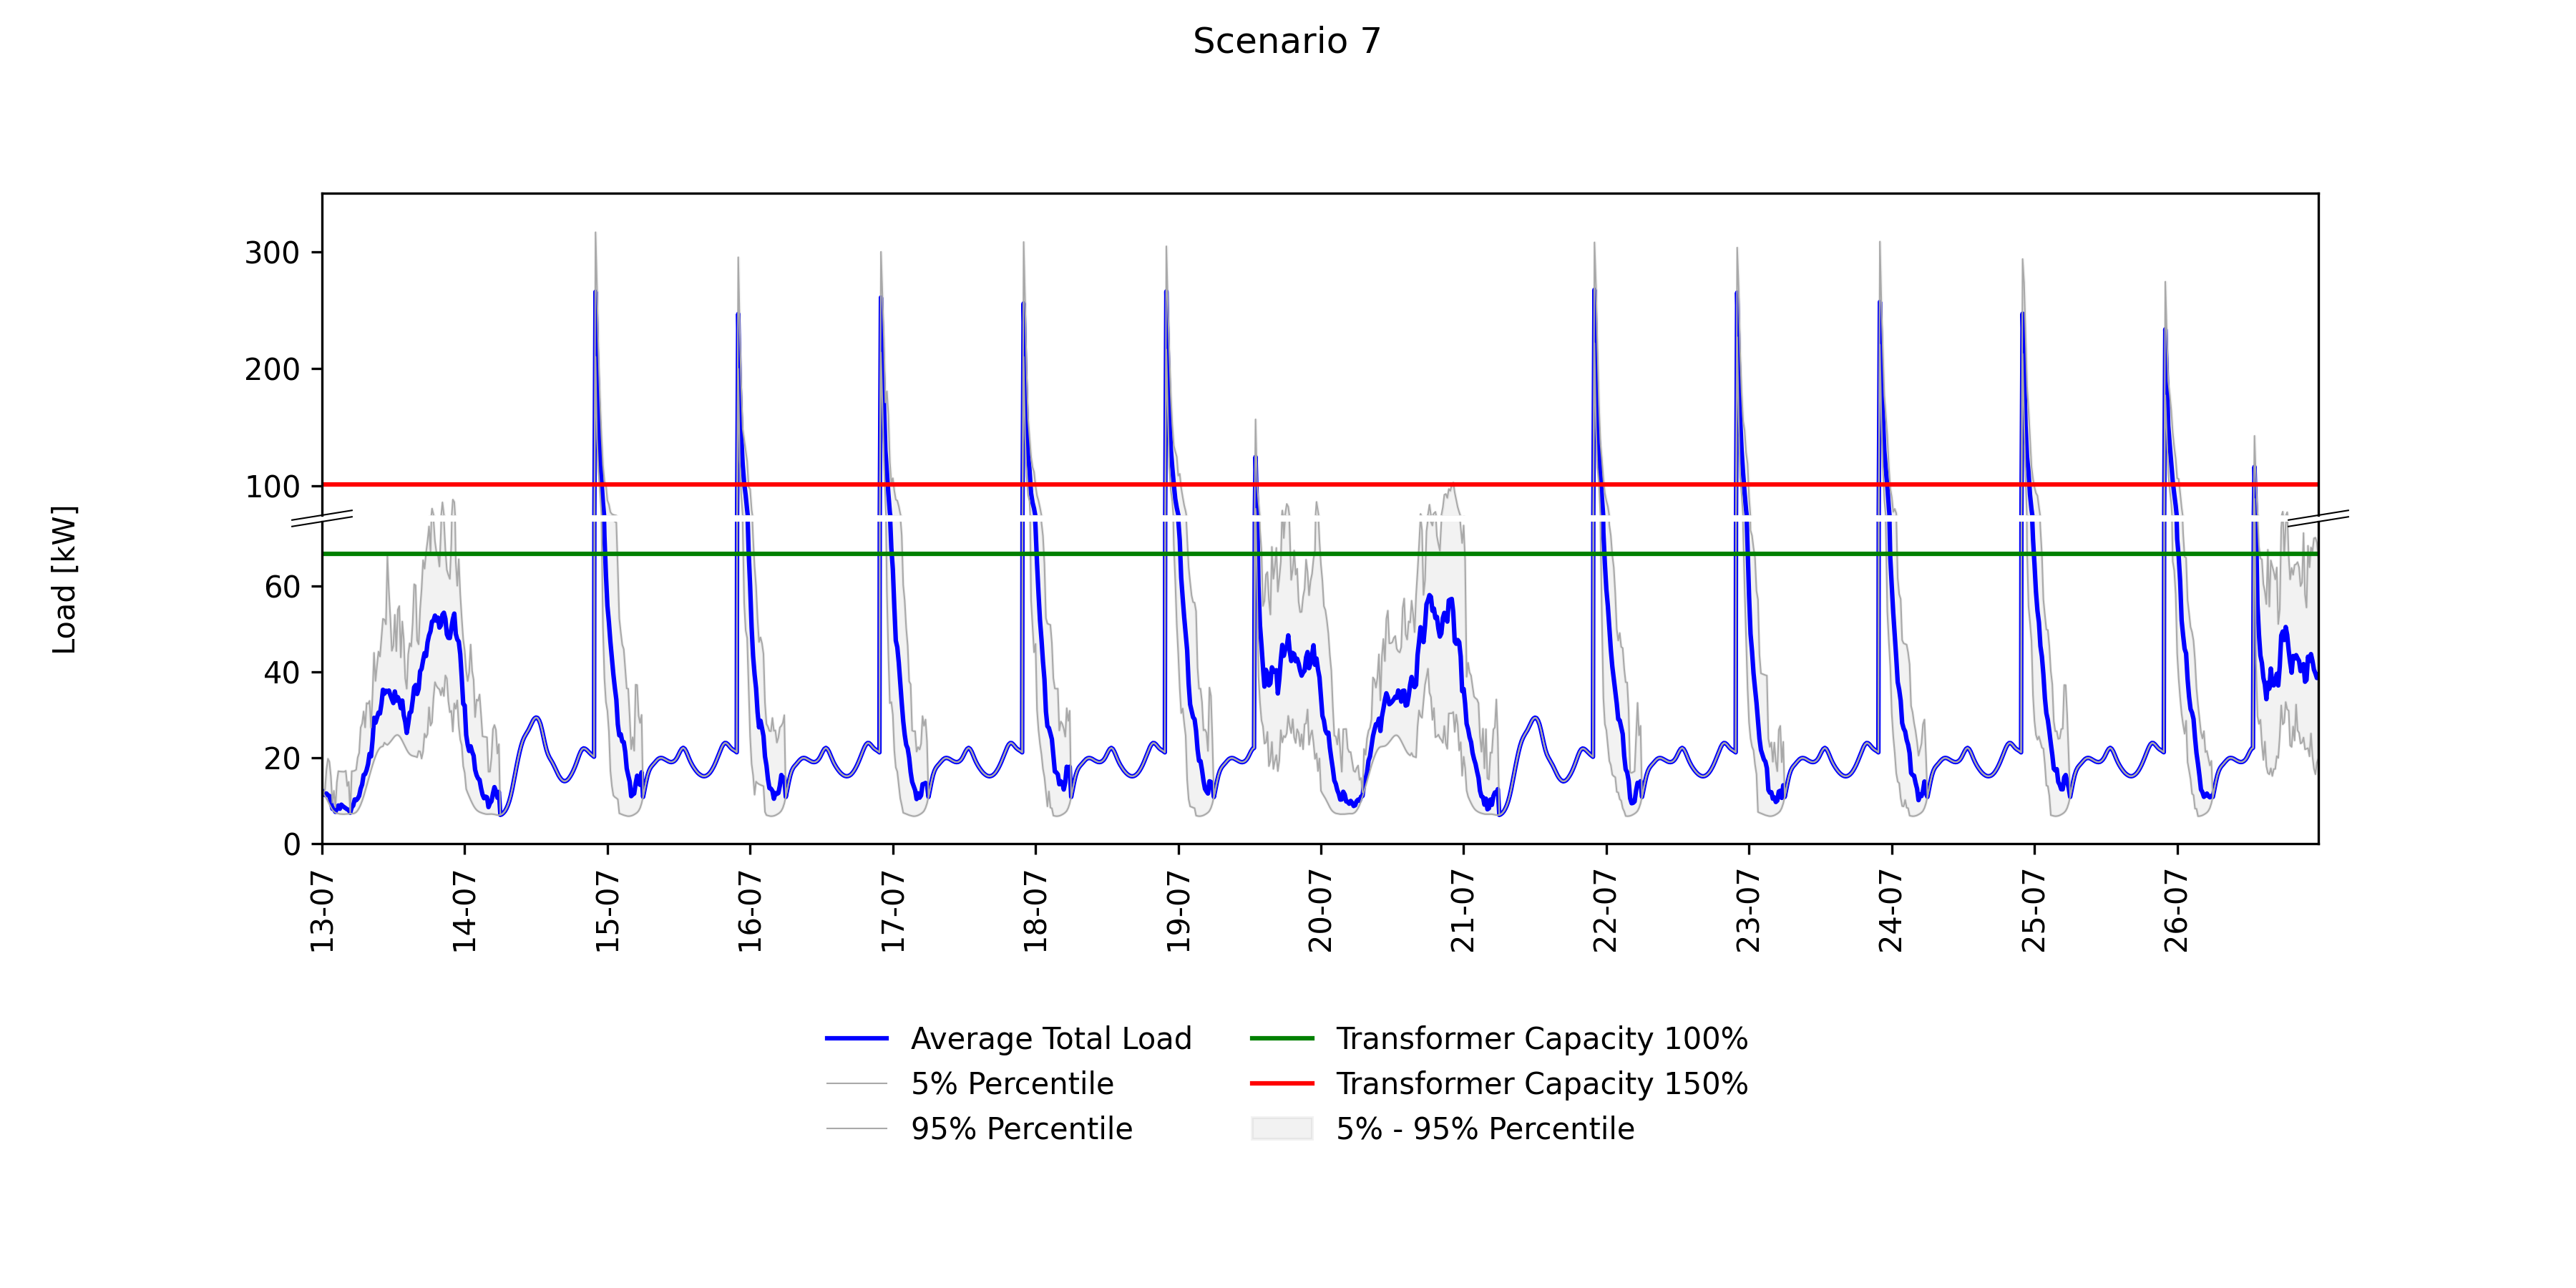 Scenario 7
Load [kW]
300
200
100
60
40
20
0
13-07
14-07
15-07
16-07
17-07
18-07
19-07
20-07
21-07
22-07
23-07
24-07
25-07
26-07
Average Total Load
5% Percentile
95% Percentile
Transformer Capacity 100%
Transformer Capacity 150%
5% - 95% Percentile